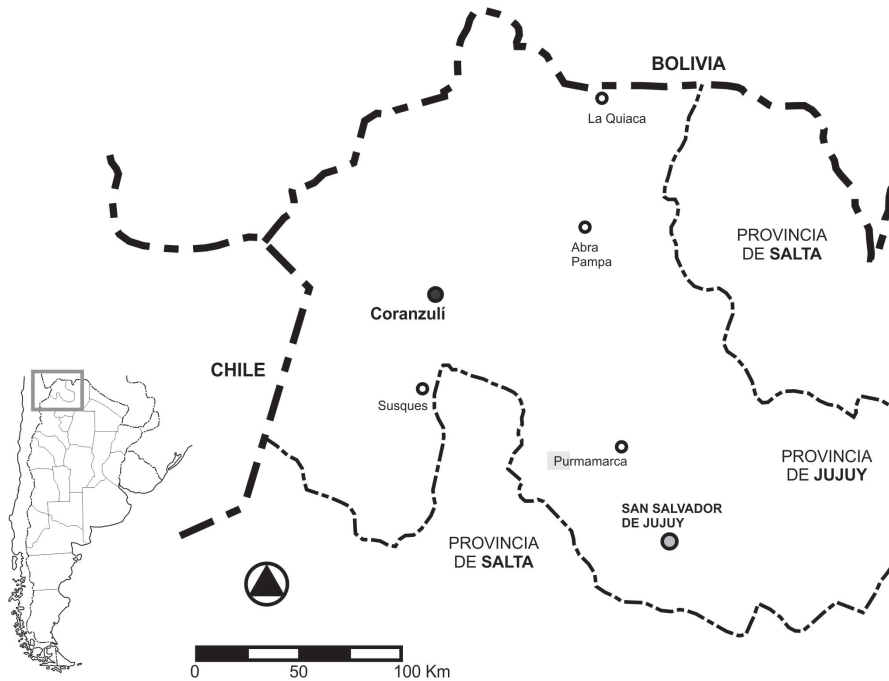 BOLIVIA
La Quiaca
Abra
Pampa
PROVINCIA
DE SALTA
Coranzulí
CHILE
Susques
Purmamarca
PROVINCIA
DE JUJUY
SAN SALVADOR
DE JUJUY
PROVINCIA
DE SALTA
0 50 100 Km